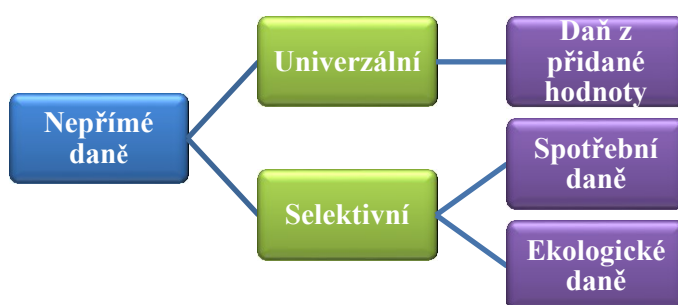 Nepřímé
daně
Univerzální
Daň z
přidané
hodnoty
Selektivní
Spotřební
daně
Ekologické
daně